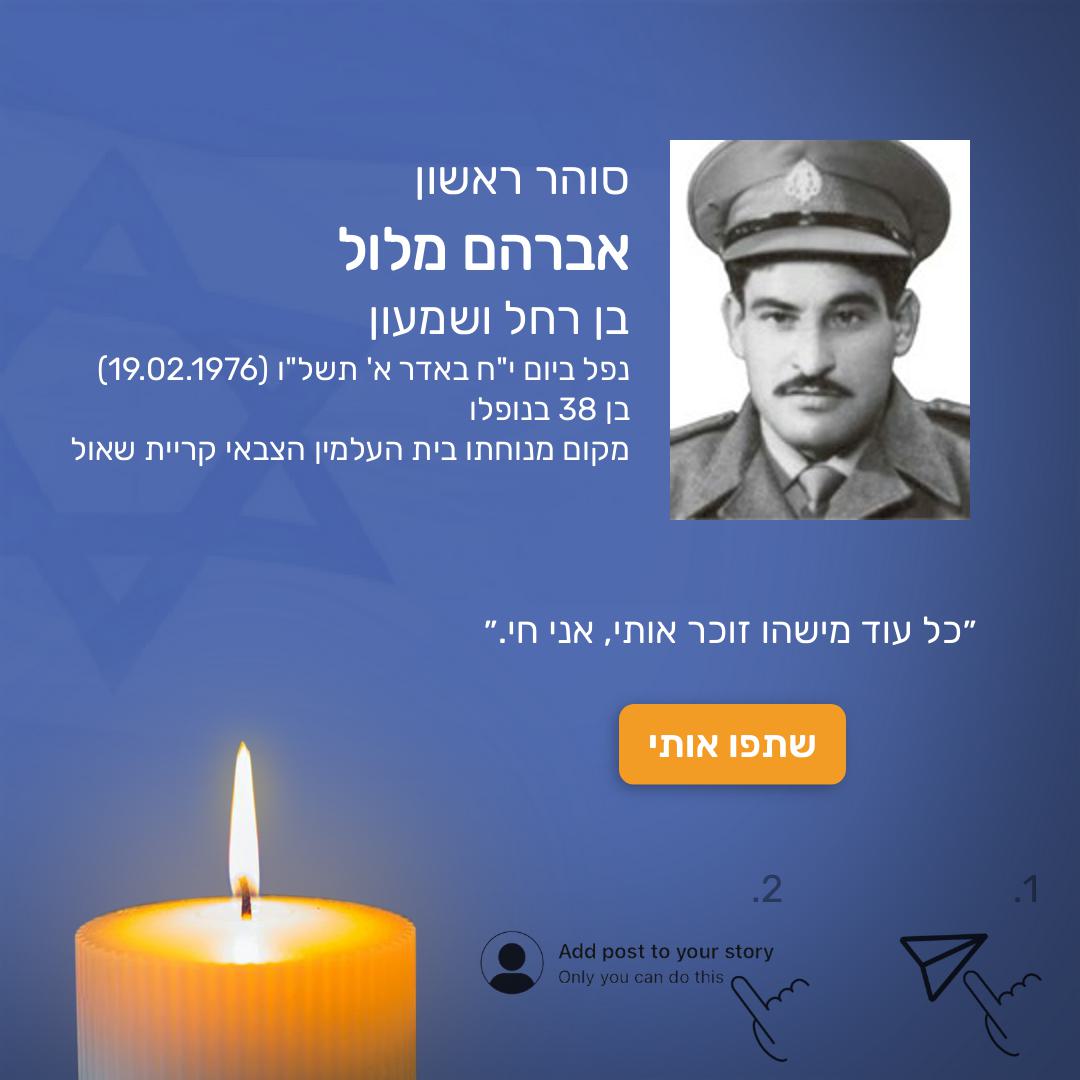 סוהר ראשון
אברהם מלול
בן רחל ושמעון
נפל ביום י"ח באדר א' תשל"ו (19.02.1976)
בן 38 בנופלו
מקום מנוחתו בית העלמין הצבאי קריית שאול
״כל עוד מישהו זוכר אותי, אני חי.״
שתפו אותי
1.
2.
Add post to your story
Only you can do this